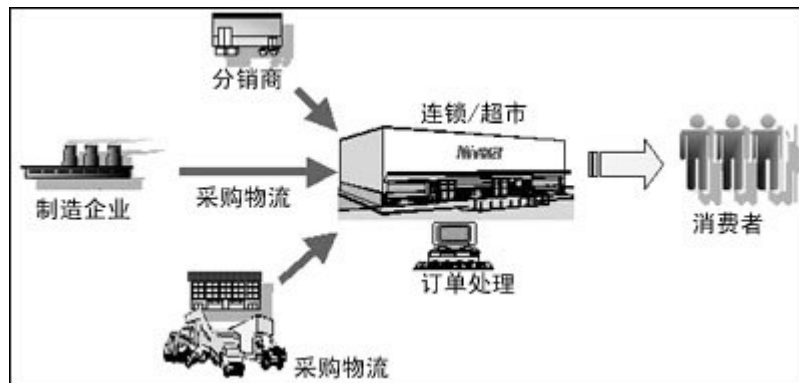 分销商
连锁/超市
制造企业
采购物流
消费者
订单处理
采购物流